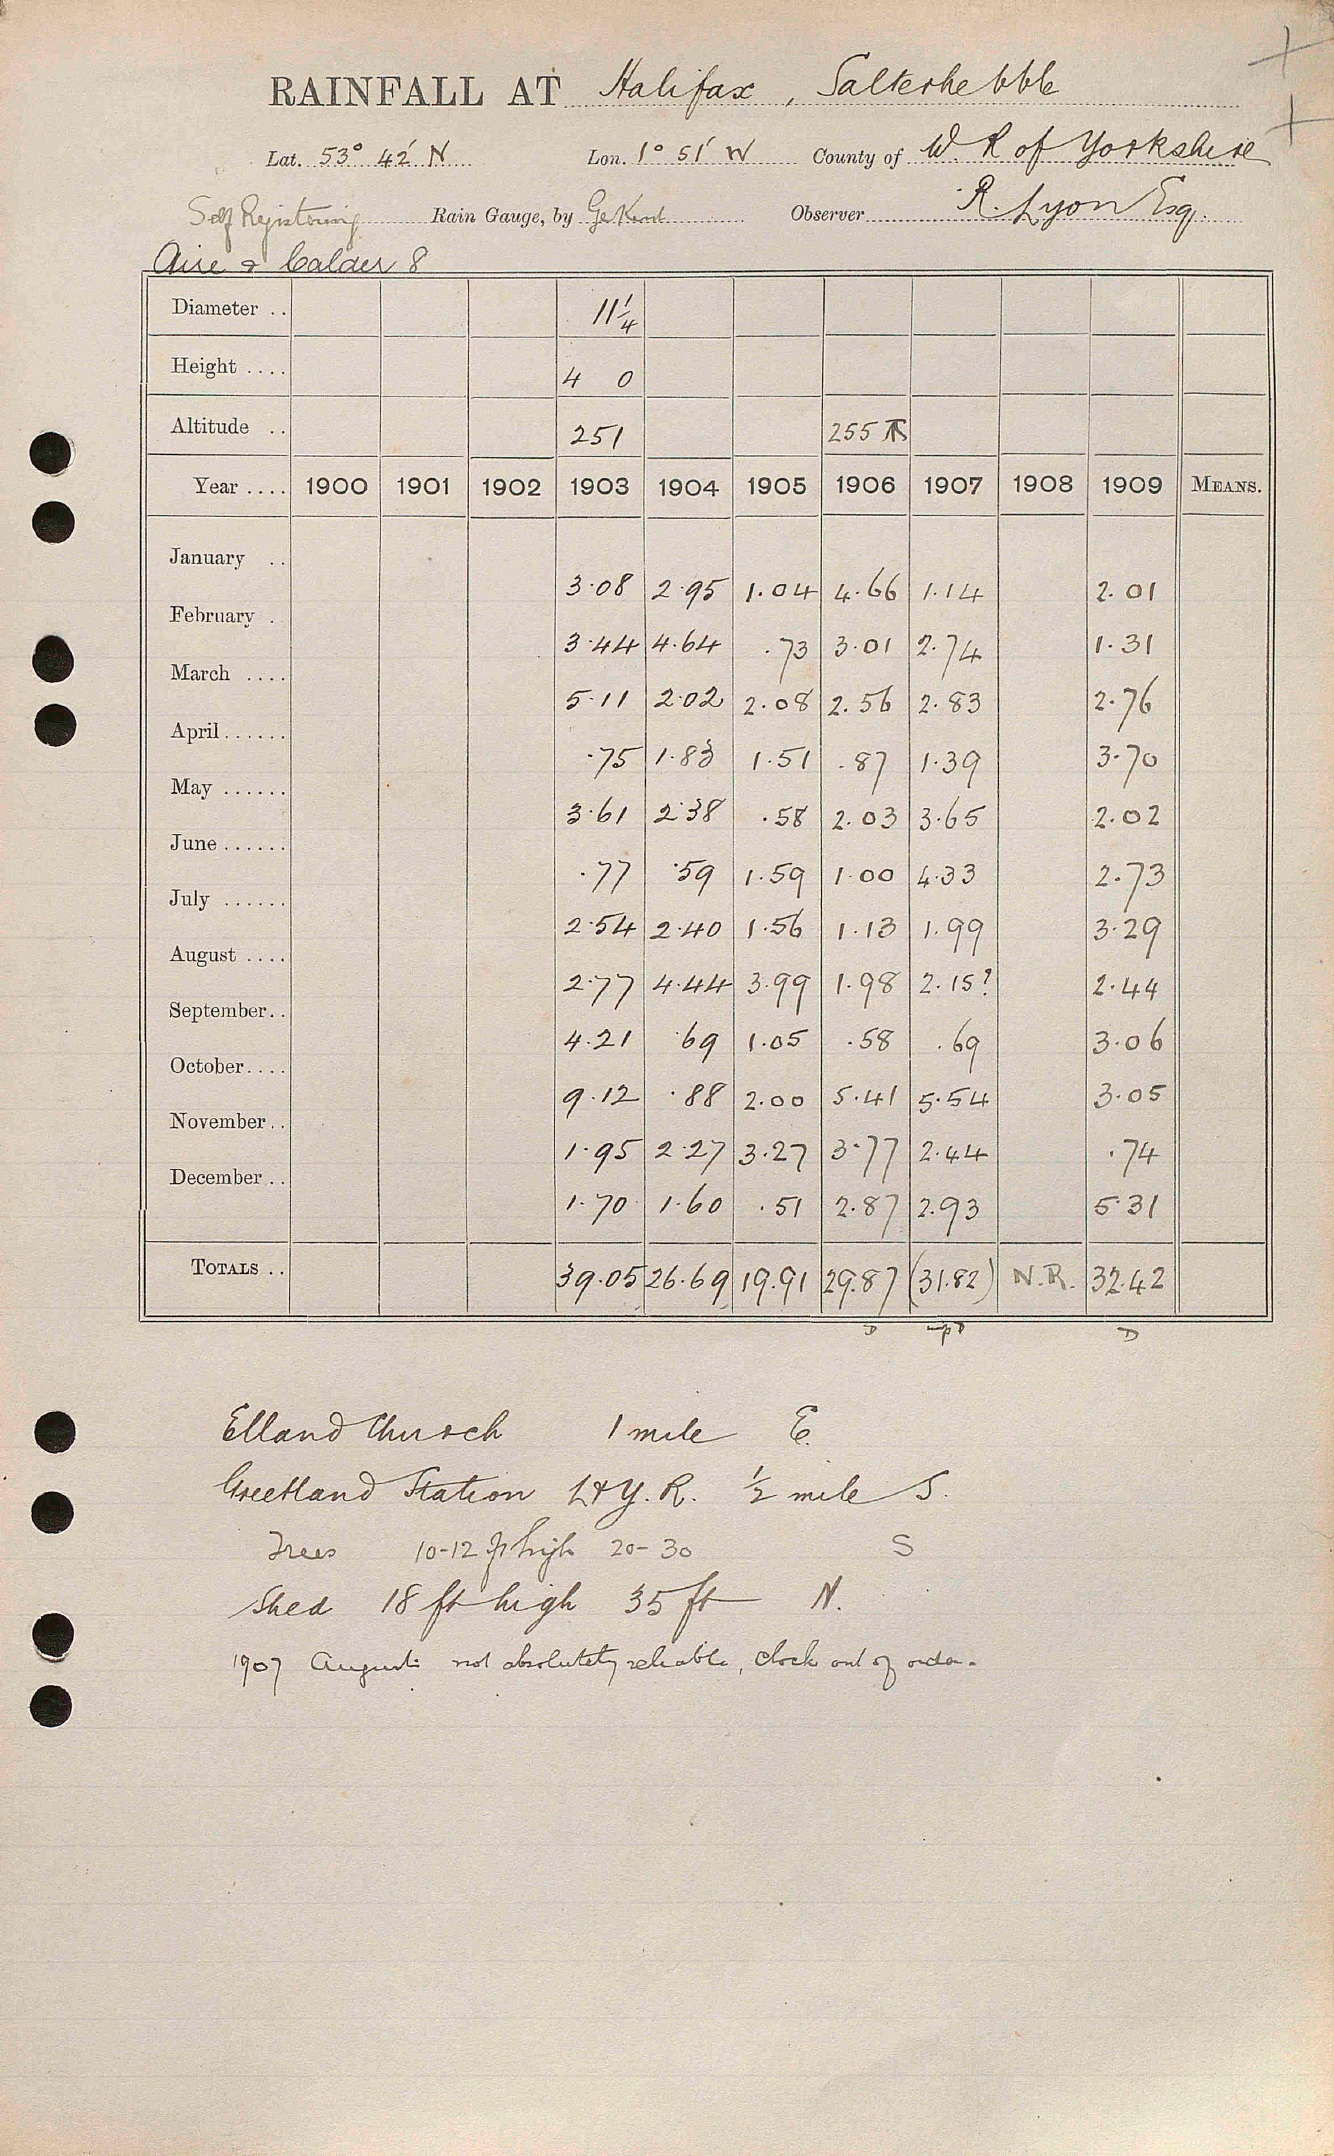 RAINFALL AT Halifax, Salterhebble
Lat. 53° 42' N Lon. 1° 51' W County of W. R of Yorkshire
Self Registering Rain Gauge, by G. Kent Observer R. Lyon Esq.
Aire & Calder 8
Diameter .. 11¼
Height .... 4 0
Altitude .. 251 255
Year .... 1900 1901 1902 1903 1904 1905 1906 1907 1908 1909 MEANS.
January .. 3.08 2.95 1.04 4.66 1.14 2.01
February . 3.44 4.64 .73 3.01 2.74 1.31
March .... 5.11 2.02 2.08 2.56 2.83 2.76
April ...... .75 1.83 1.51 .87 1.39 3.70
May ...... 3.61 2.38 .58 2.03 3.65 2.02
June ...... .77 .59 1.59 1.00 4.33 2.73
July ...... 2.54 2.40 1.56 1.13 1.99 3.29
August .... 2.77 4.44 3.99 1.98 2.15? 2.44
September.. 4.21 .69 1.05 .58 .69 3.06
October.... 9.12 .88 2.00 5.41 5.54 3.05
November.. 1.95 2.27 3.27 3.77 2.44 .74
December.. 1.70 1.60 .51 2.87 2.93 5.31
TOTALS .. 39.05 26.69 19.91 29.87 (31.82) N.R. 32.42
D D
Elland Church 1 mile E.
Greetland Station L&Y.R. ½ mile S.
Trees 10-12 ft high 20-30 S
Shed 18 ft high 35 ft N.
1907 August not absolutely reliable, clock out of order.